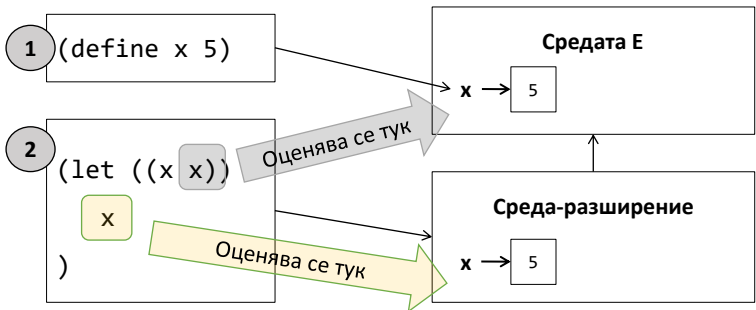 1
(define x 5)
Средата E
x
5
2
(let ((x x))
x
)
Оценява се тук
Оценява се тук
Среда-разширение
x
5